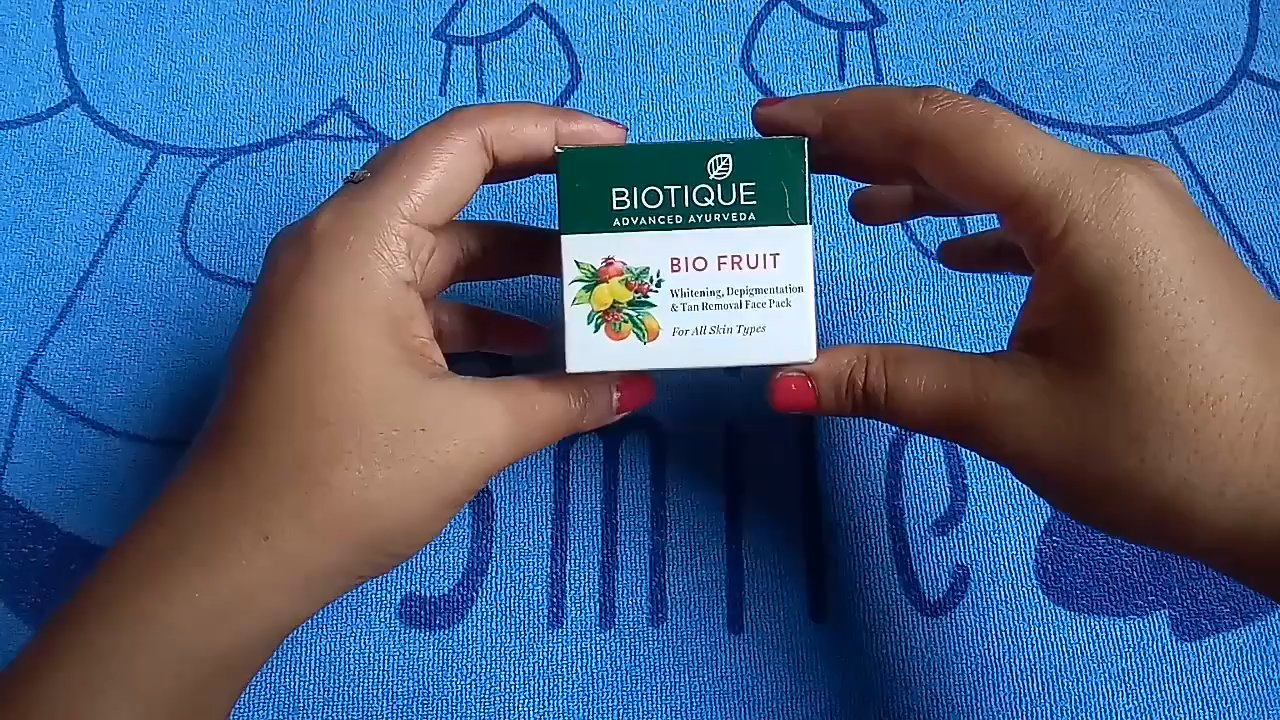 BIOTIQUE
ADVANCED AYURVEDA
BIO FRUIT
Whitening, Depigmentation
& Tan Removal Face Pack
For All Skin Types